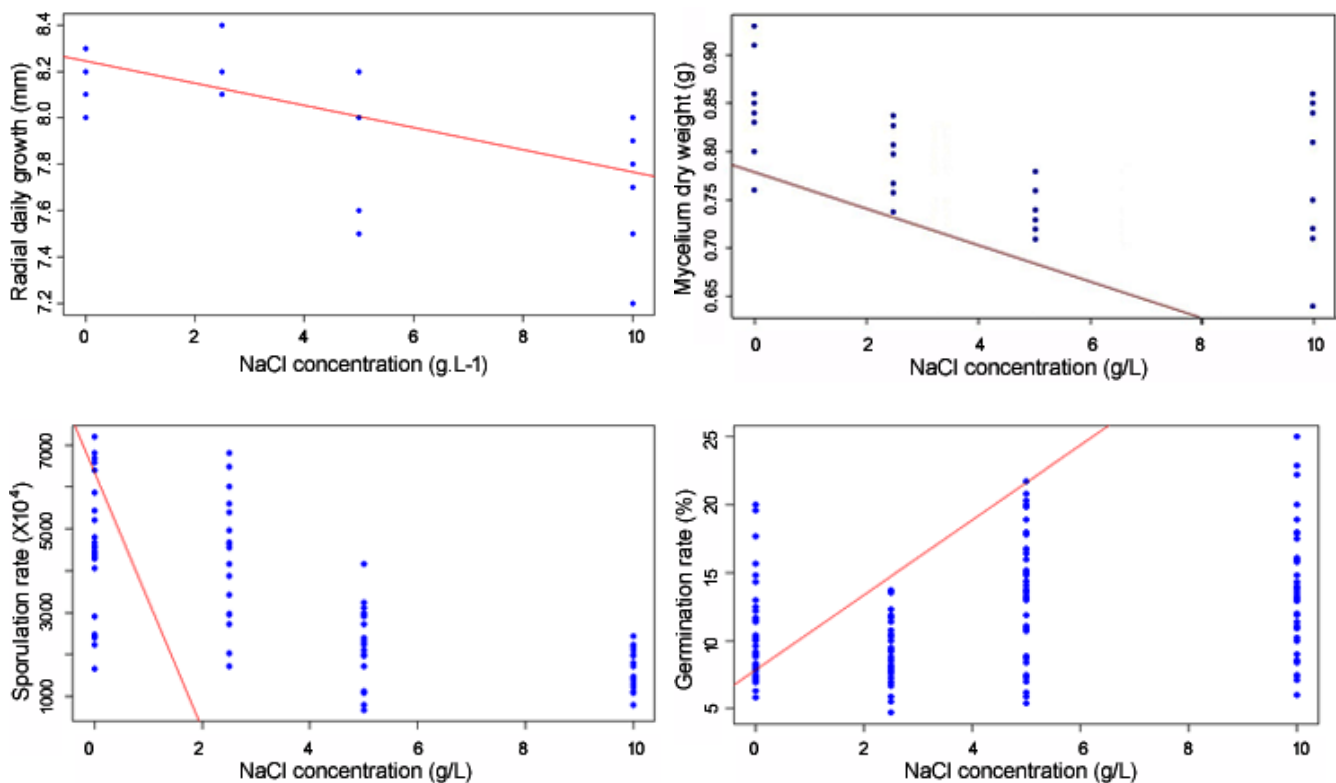 Radial daily growth (mm)
8.4
8.2
8.0
7.8
7.6
7.4
7.2
0 2 4 6 8 10
NaCl concentration (g.L-1)
Mycelium dry weight (g)
0.90
0.85
0.80
0.75
0.70
0.65
0 2 4 6 8 10
NaCl concentration (g/L)
Sporulation rate (X10⁴)
7000
5000
3000
1000
0 2 4 6 8 10
NaCl concentration (g/L)
Germination rate (%)
25
20
15
10
5
0 2 4 6 8 10
NaCl concentration (g/L)